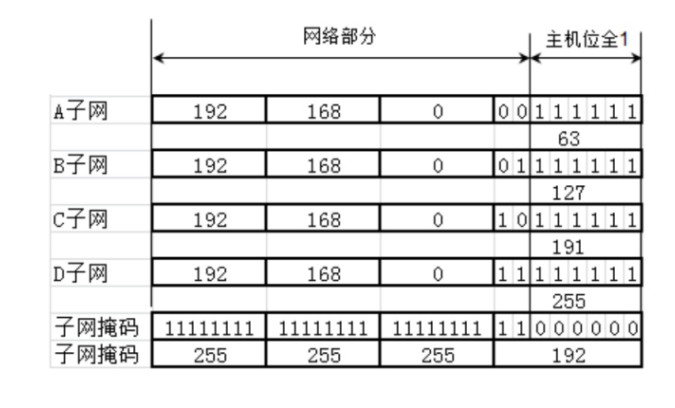 网络部分 主机位全1
A子网 192 168 0 0 0 1 1 1 1 1 1
63
B子网 192 168 0 0 1 1 1 1 1 1 1
127
C子网 192 168 0 1 0 1 1 1 1 1 1
191
D子网 192 168 0 1 1 1 1 1 1 1 1
255
子网掩码 11111111 11111111 11111111 1 1 0 0 0 0 0 0
子网掩码 255 255 255 192